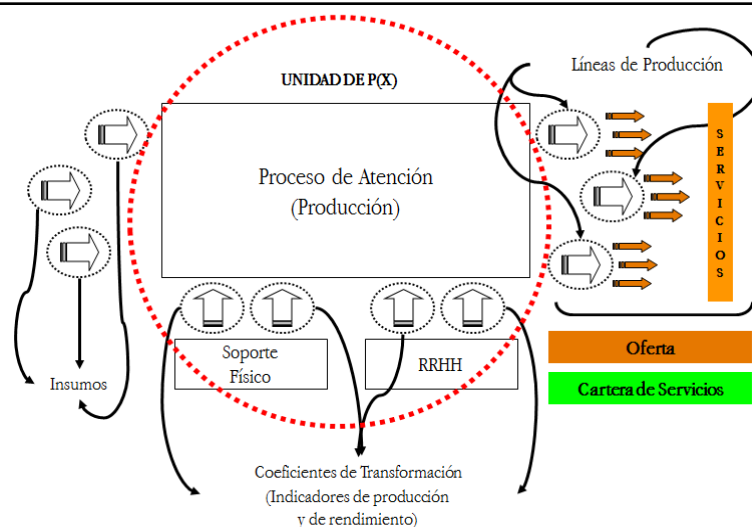 Líneas de Producción
UNIDAD DE P(X)
Proceso de Atención
(Producción)
SERVICIOS
Soporte
Físico
RRHH
Insumos
Oferta
Cartera de Servicios
Coeficientes de Transformación
(Indicadores de producción
y de rendimiento)